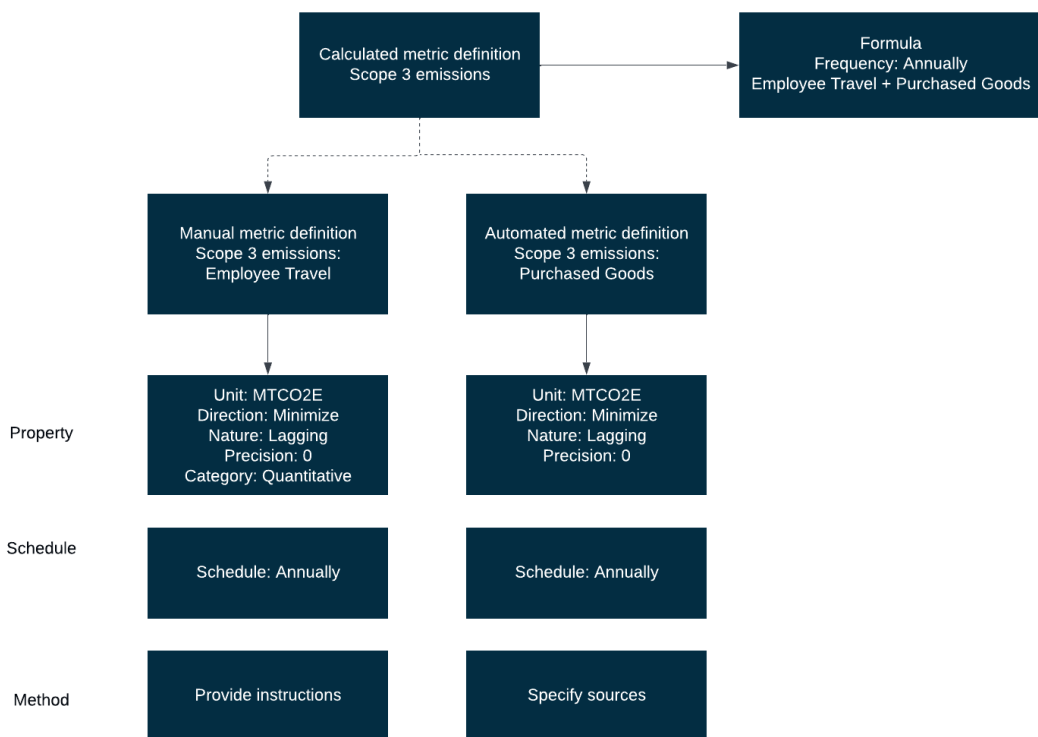 Calculated metric definition
Scope 3 emissions
Formula
Frequency: Annually
Employee Travel + Purchased Goods
Manual metric definition
Scope 3 emissions:
Employee Travel
Automated metric definition
Scope 3 emissions:
Purchased Goods
Property
Unit: MTCO2E
Direction: Minimize
Nature: Lagging
Precision: 0
Category: Quantitative
Unit: MTCO2E
Direction: Minimize
Nature: Lagging
Precision: 0
Schedule
Schedule: Annually
Schedule: Annually
Method
Provide instructions
Specify sources